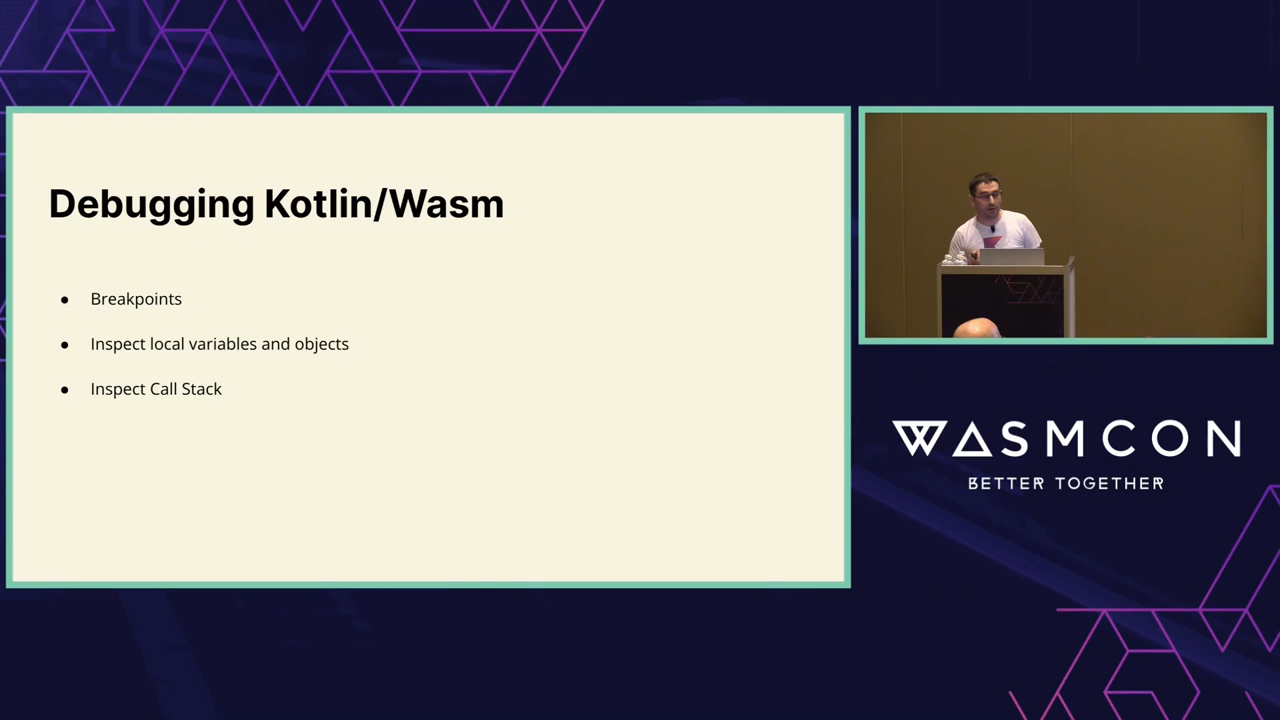 Debugging Kotlin/Wasm
● Breakpoints
● Inspect local variables and objects
● Inspect Call Stack
WASMCON
BETTER TOGETHER